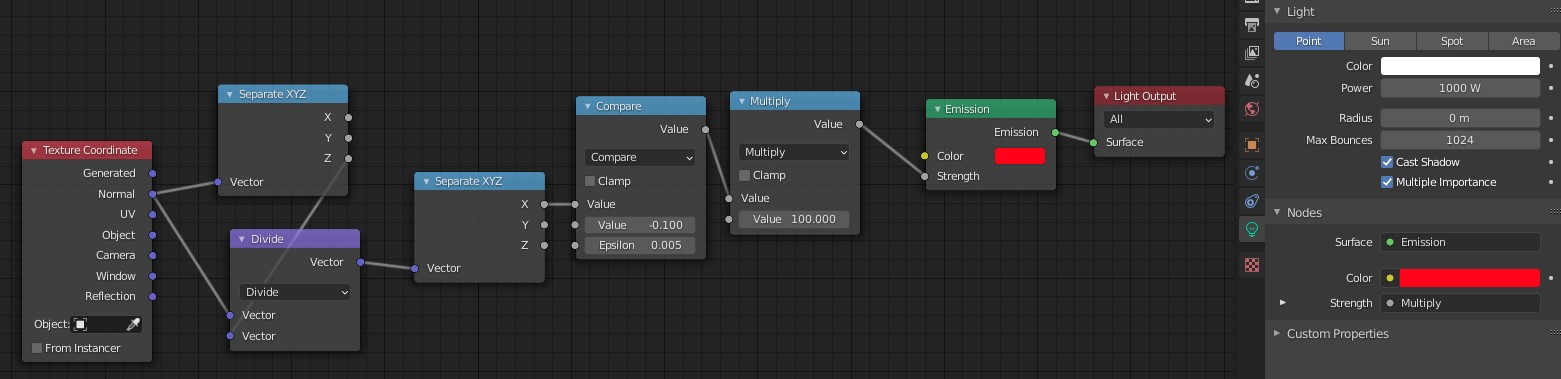 Texture Coordinate
Generated
Normal
UV
Object
Camera
Window
Reflection
Object:
From Instancer
Separate XYZ
X
Y
Z
Vector
Divide
Vector
Divide
Vector
Vector
Separate XYZ
X
Y
Z
Vector
Compare
Value
Compare
Clamp
Value
Value -0.100
Epsilon 0.005
Multiply
Value
Multiply
Clamp
Value
Value 100.000
Emission
Emission
Color
Strength
Light Output
All
Surface
Light
Point Sun Spot Area
Color
Power 1000 W
Radius 0 m
Max Bounces 1024
Cast Shadow
Multiple Importance
Nodes
Surface Emission
Color
Strength Multiply
Custom Properties